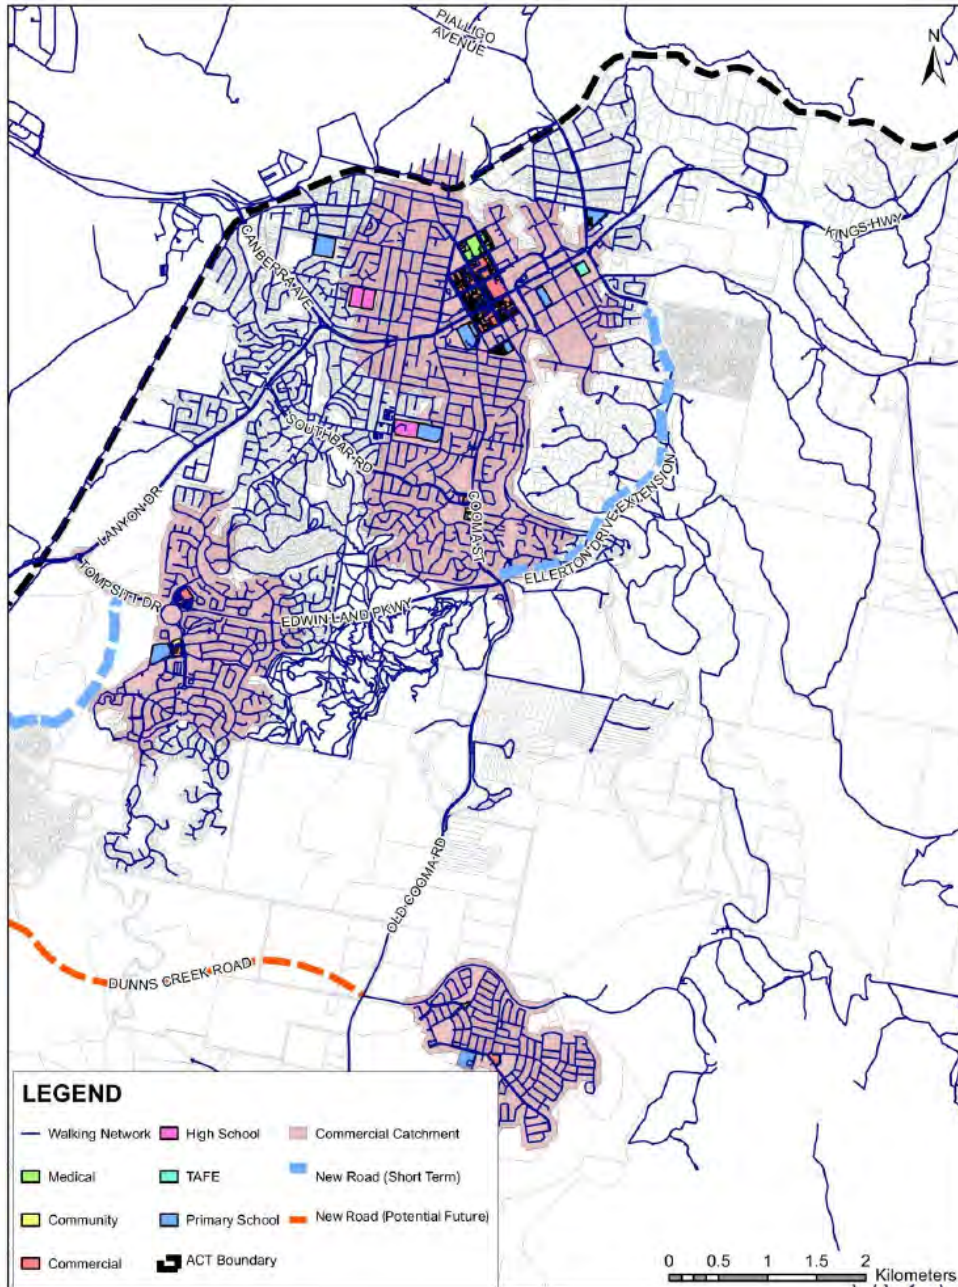 PIALLIGO
AVENUE
N
KINGS HWY
CANBERRA AVE
SOUTHBAR RD
COOMA ST
LANYON DR
TOMPSITT DR
ELLERTON DRIVE EXTENSION
EDWIN LAND PKWY
OLD COOMA RD
DUNNS CREEK ROAD
LEGEND
Walking Network
High School
Commercial Catchment
Medical
TAFE
New Road (Short Term)
Community
Primary School
New Road (Potential Future)
Commercial
ACT Boundary
0 0.5 1 1.5 2
Kilometers